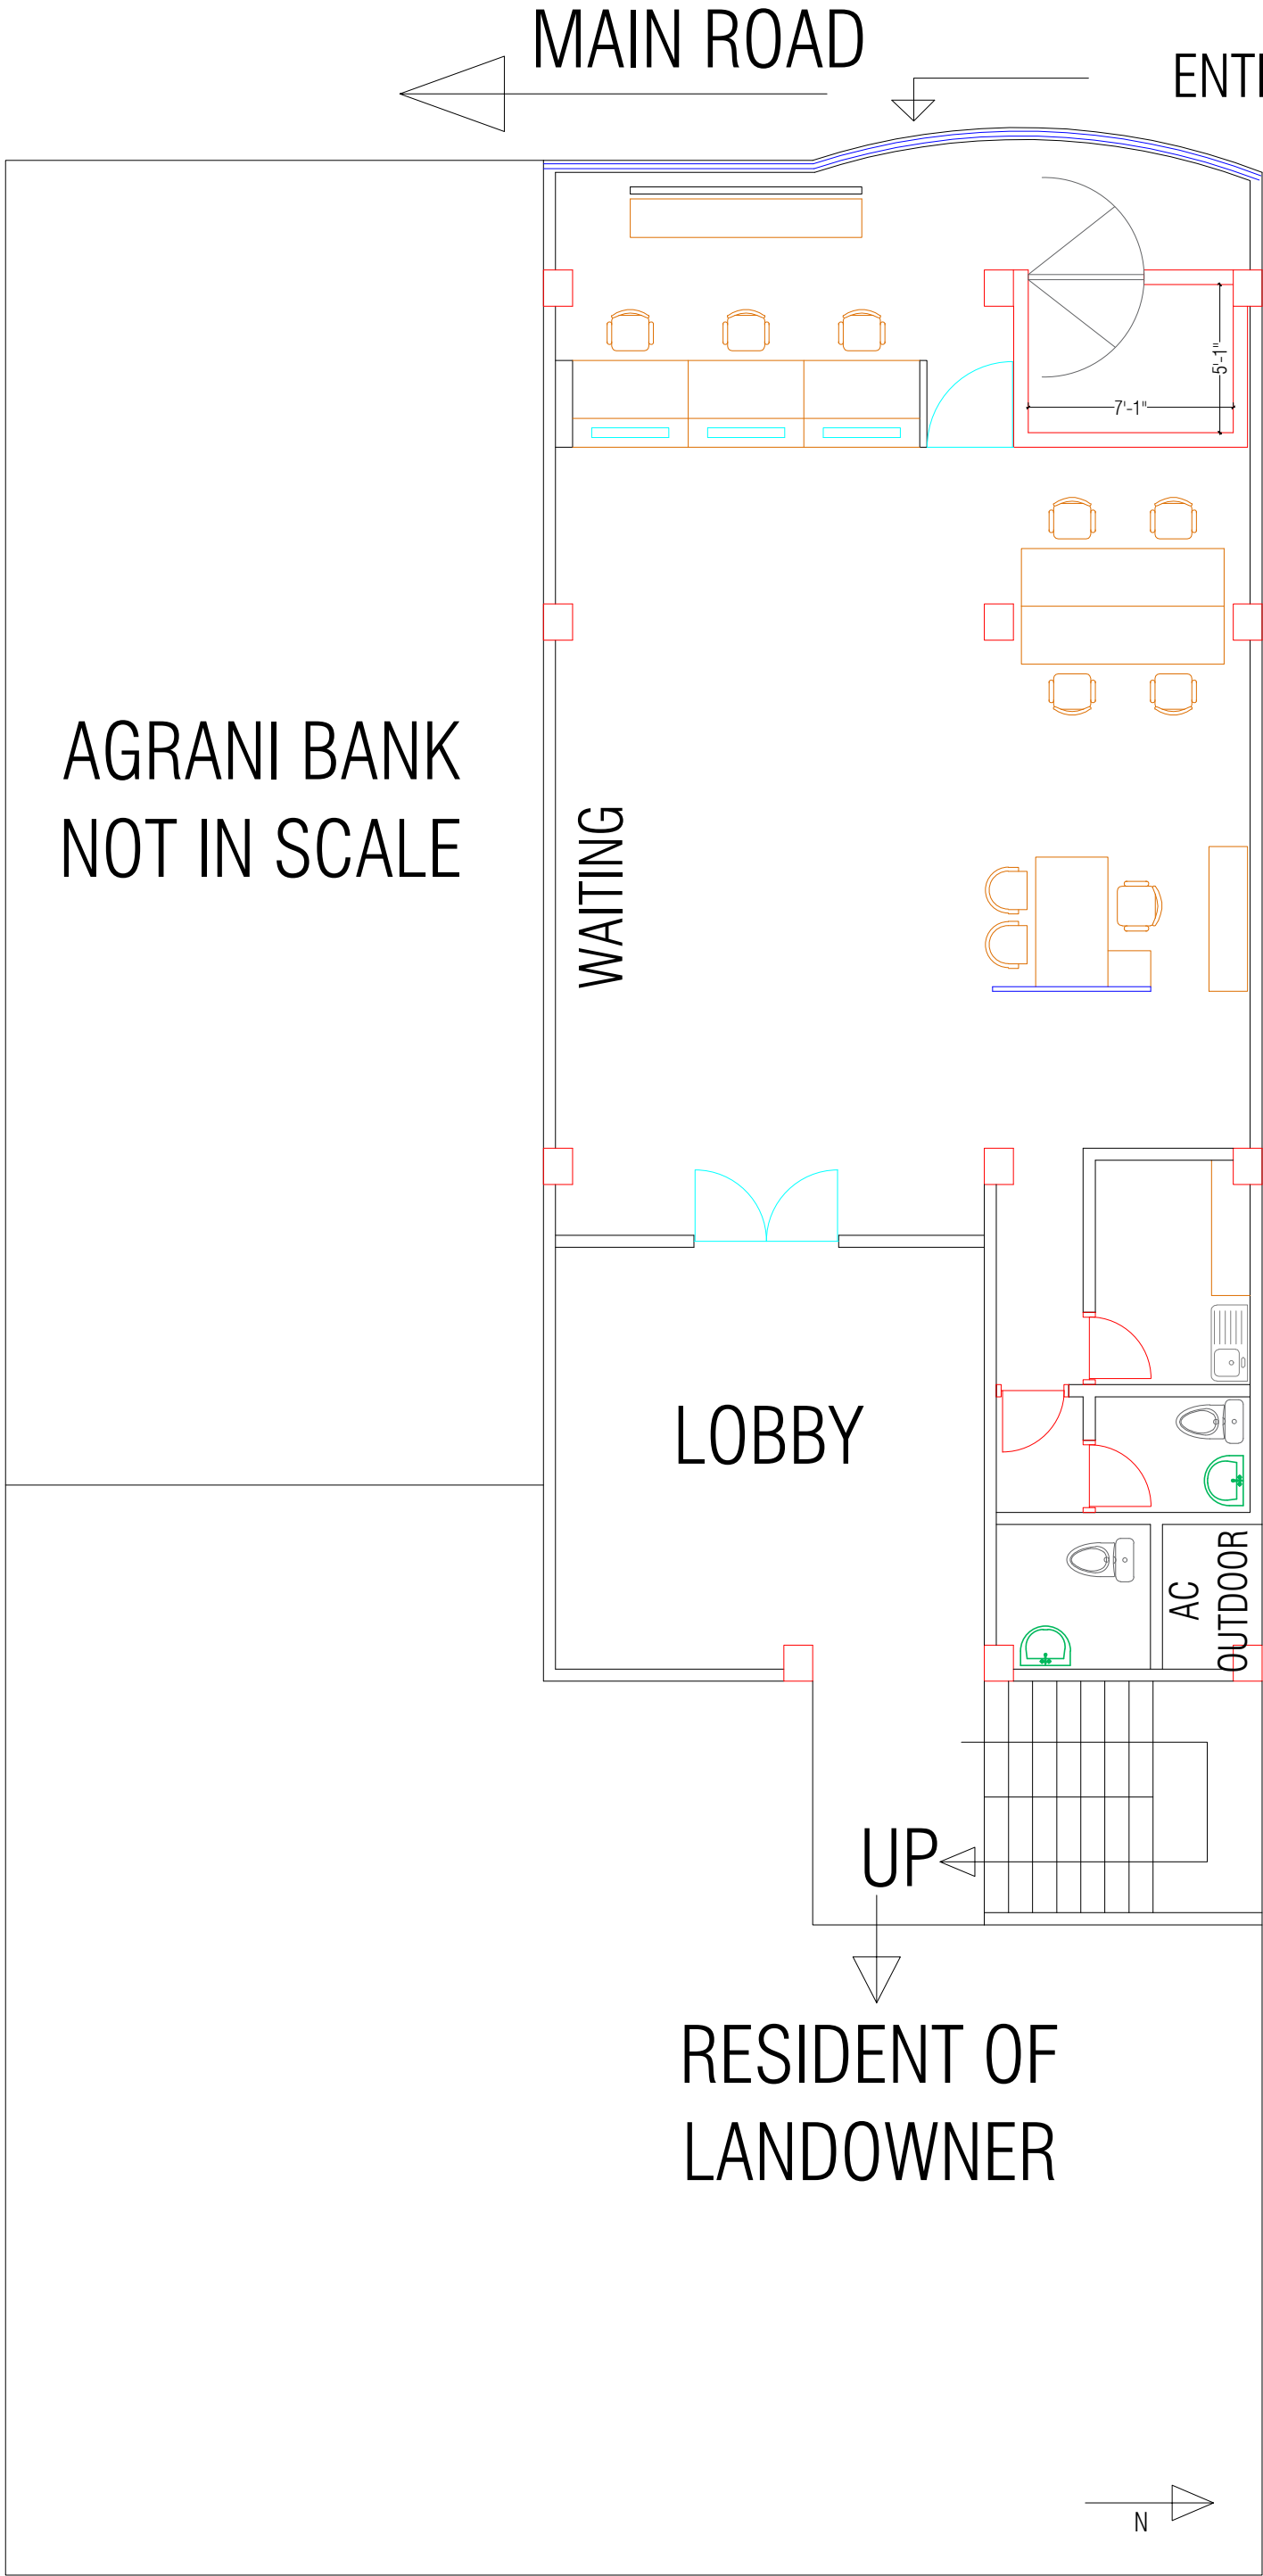 MAIN ROAD
ENT
5'-1"
7'-1"
AGRANI BANK
NOT IN SCALE
WAITING
LOBBY
AC
OUTDOOR
UP
RESIDENT OF
LANDOWNER
N